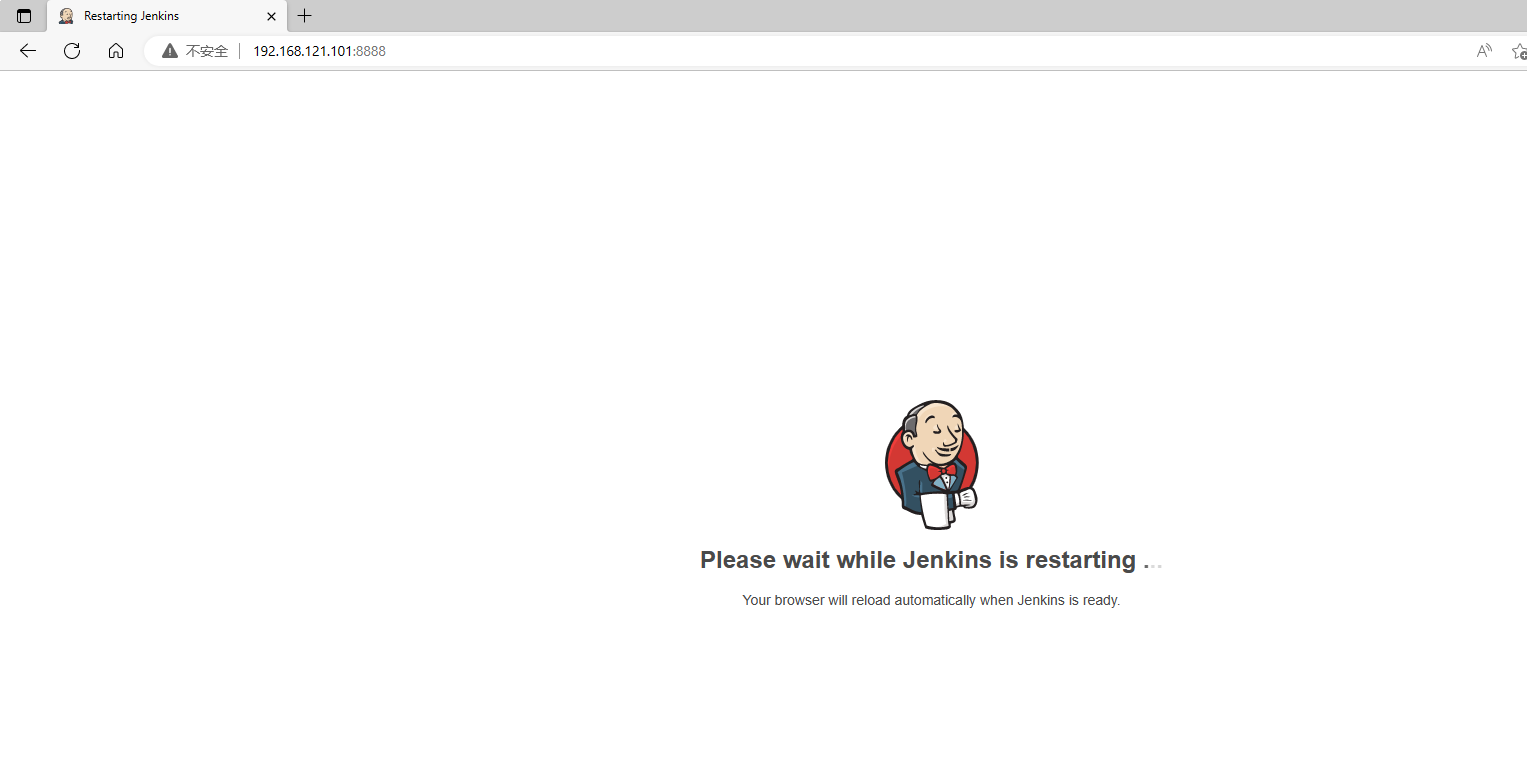 Restarting Jenkins
不安全 192.168.121.101:8888
Please wait while Jenkins is restarting ...
Your browser will reload automatically when Jenkins is ready.